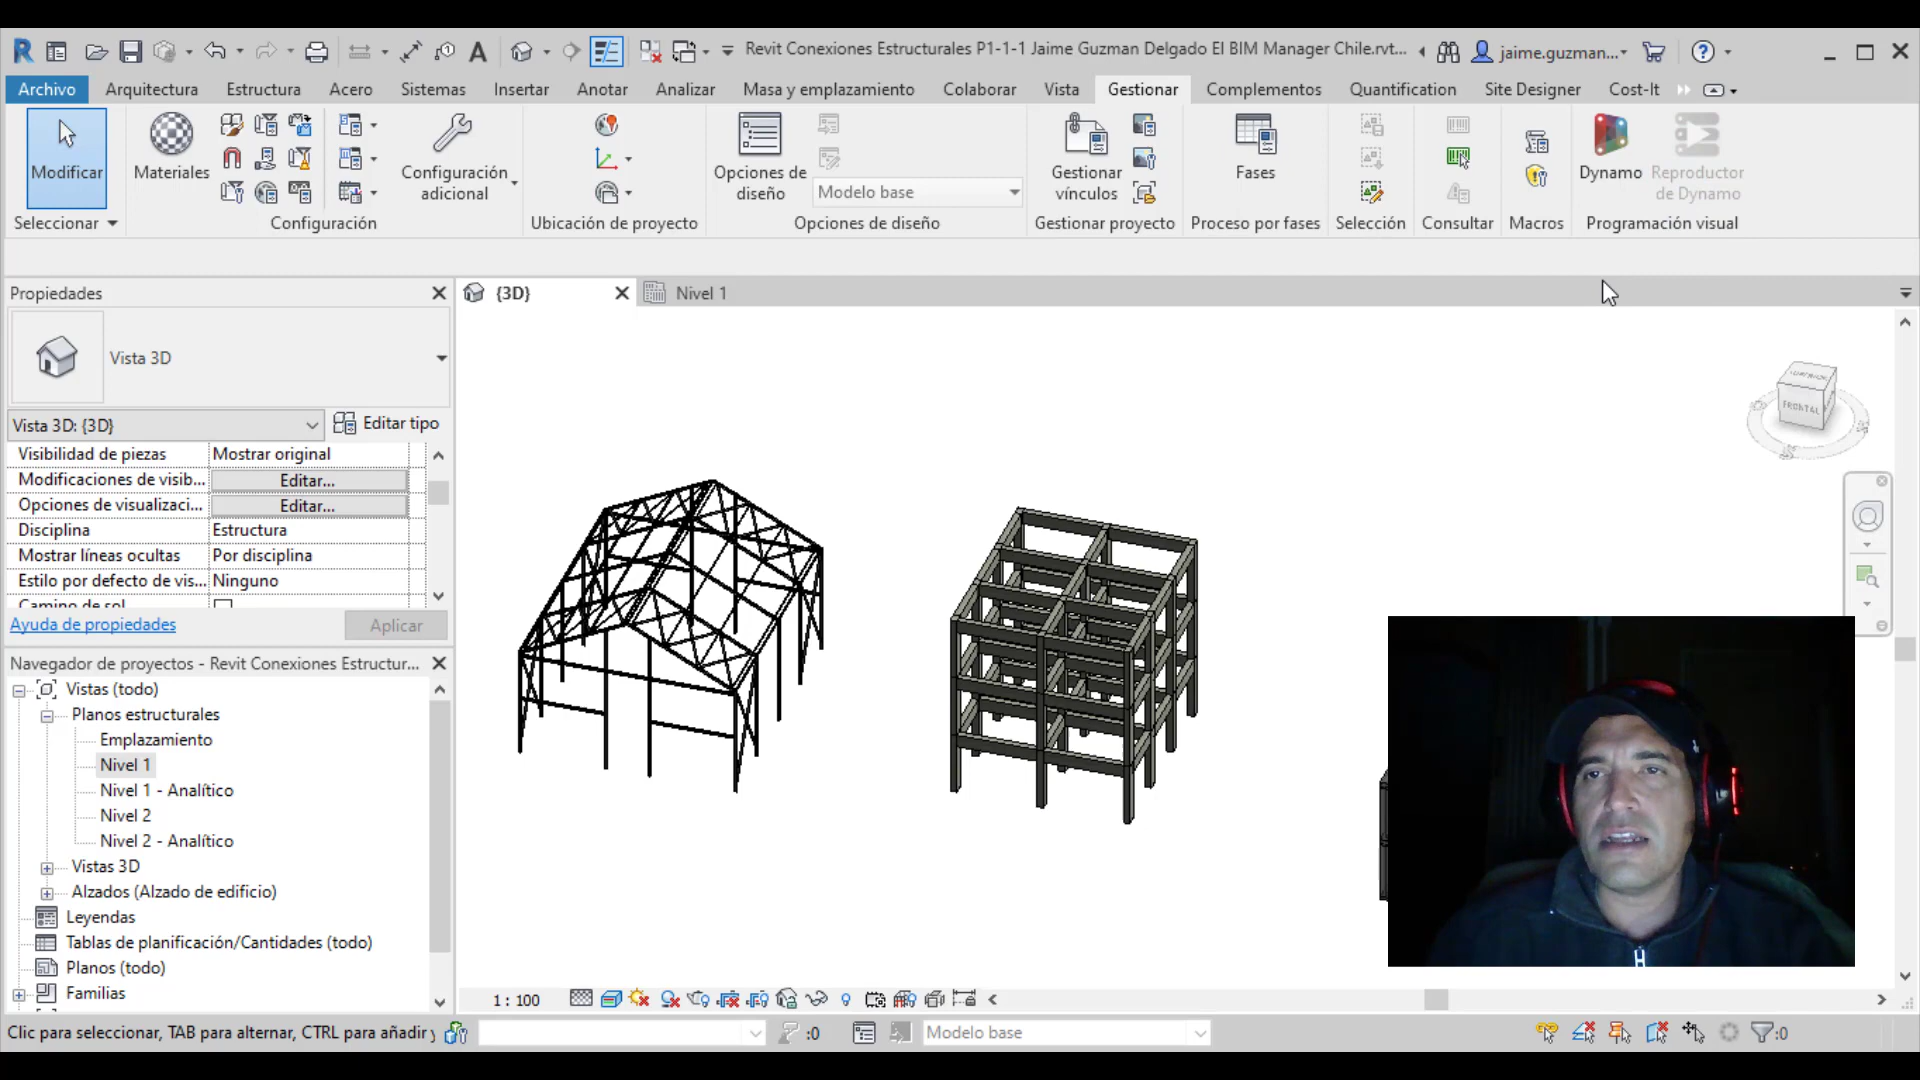 Revit Conexiones Estructurales P1-1-1 Jaime Guzman Delgado El BIM Manager Chile.rvt...
jaime.guzman...
Archivo Arquitectura Estructura Acero Sistemas Insertar Anotar Analizar Masa y emplazamiento Colaborar Vista Gestionar Complementos Quantification Site Designer Cost-It
Modificar
Materiales
Configuración
adicional
Opciones de
diseño
Modelo base
Gestionar
vínculos
Fases
Dynamo
Reproductor
de Dynamo
Seleccionar Configuración Ubicación de proyecto Opciones de diseño Gestionar proyecto Proceso por fases Selección Consultar Macros Programación visual
Propiedades
{3D}
Nivel 1
Vista 3D
Vista 3D: {3D}
Editar tipo
Visibilidad de piezas Mostrar original
Modificaciones de visib... Editar...
Opciones de visualizaci... Editar...
Disciplina Estructura
Mostrar líneas ocultas Por disciplina
Estilo por defecto de vis... Ninguno
Camino de sol
Ayuda de propiedades
Aplicar
FRONTAL
Navegador de proyectos - Revit Conexiones Estructur...
Vistas (todo)
Planos estructurales
Emplazamiento
Nivel 1
Nivel 1 - Analítico
Nivel 2
Nivel 2 - Analítico
Vistas 3D
Alzados (Alzado de edificio)
Leyendas
Tablas de planificación/Cantidades (todo)
Planos (todo)
Familias
1 : 100
Clic para seleccionar, TAB para alternar, CTRL para añadir y
:0
Modelo base
:0